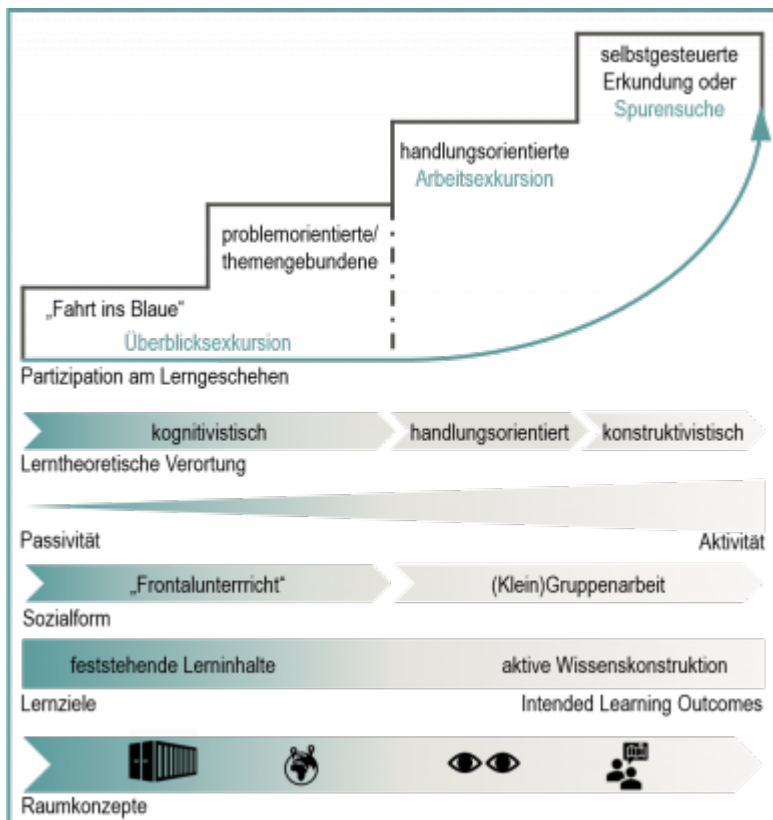 selbstgesteuerte
Erkundung oder
Spurensuche
handlungsorientierte
Arbeitsexkursion
problemorientierte/
themengebundene
„Fahrt ins Blaue“
Überblicksexkursion
Partizipation am Lerngeschehen
kognitivistisch
handlungsorientiert
konstruktivistisch
Lerntheoretische Verortung
Passivität
Aktivität
„Frontalunterrricht“
(Klein)Gruppenarbeit
Sozialform
feststehende Lerninhalte
aktive Wissenskonstruktion
Lernziele
Intended Learning Outcomes
Raumkonzepte